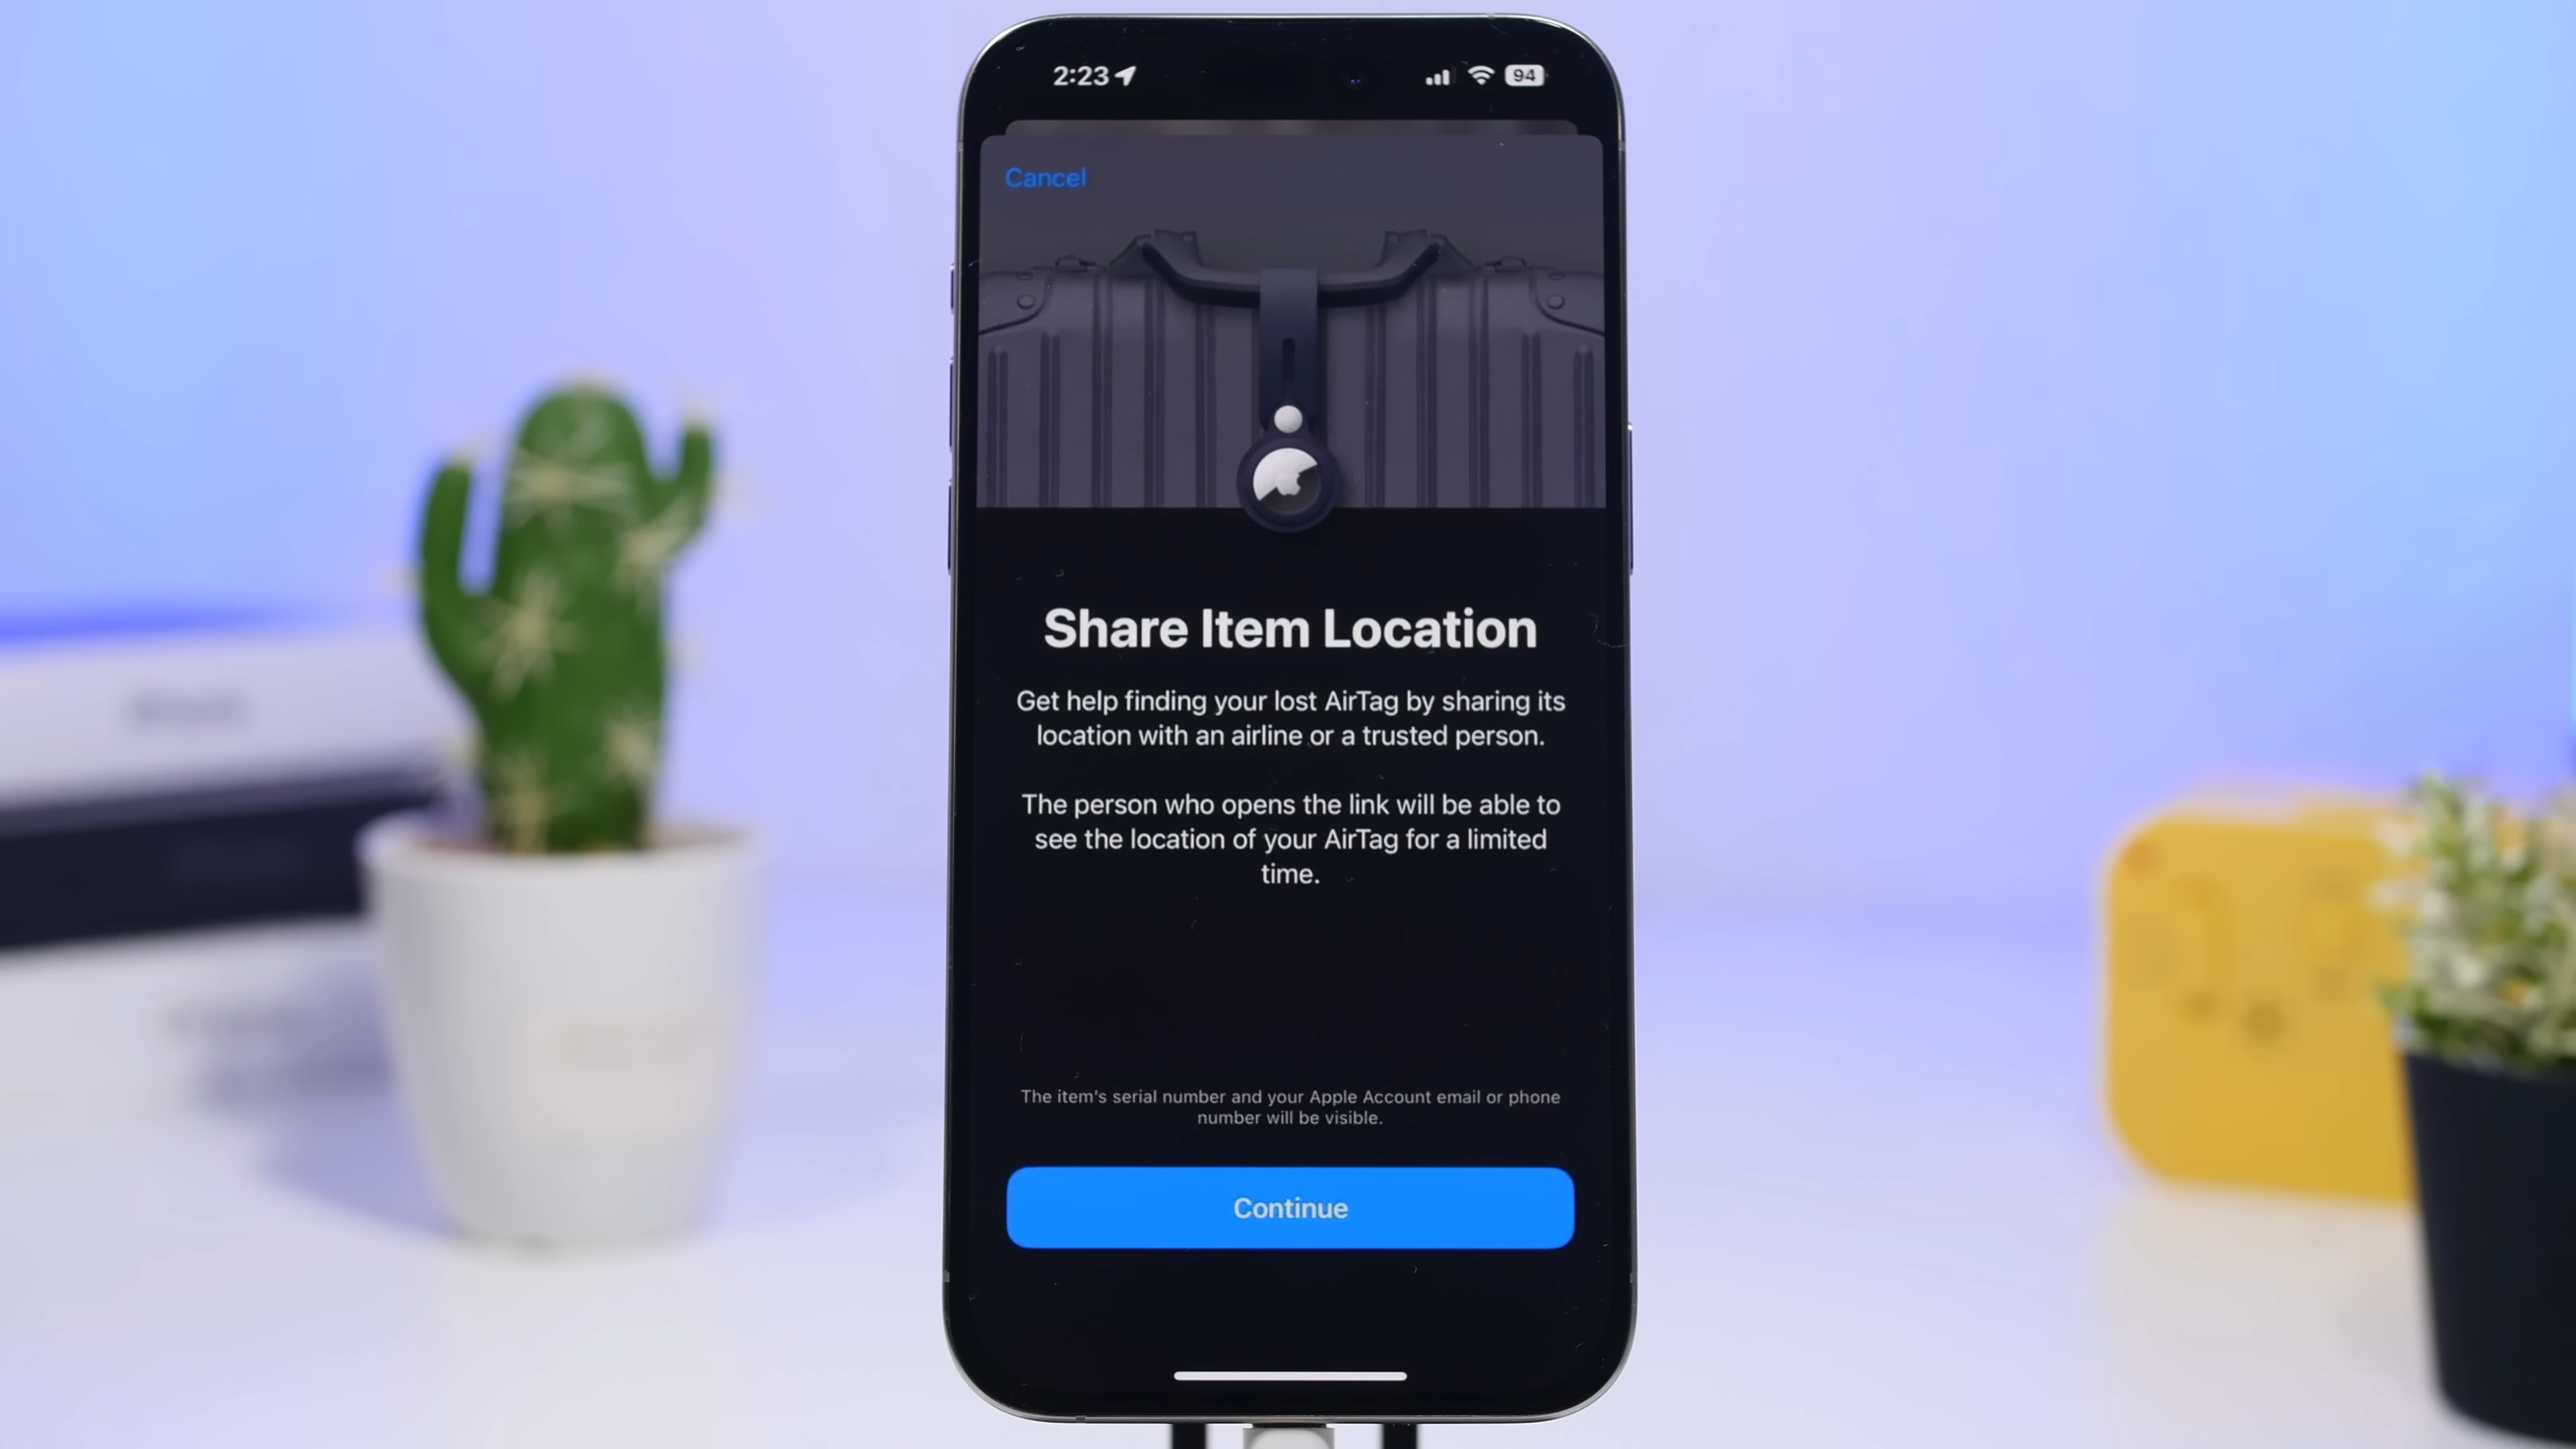 2:23
94
Cancel
Share Item Location
Get help finding your lost AirTag by sharing its
location with an airline or a trusted person.
The person who opens the link will be able to
see the location of your AirTag for a limited
time.
The item's serial number and your Apple Account email or phone
number will be visible.
Continue